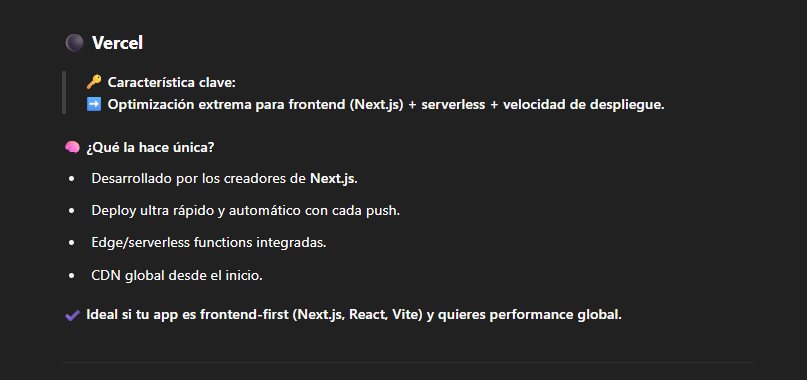 Vercel
🔑 Característica clave:
➡️ Optimización extrema para frontend (Next.js) + serverless + velocidad de despliegue.
🧠 ¿Qué la hace única?
• Desarrollado por los creadores de Next.js.
• Deploy ultra rápido y automático con cada push.
• Edge/serverless functions integradas.
• CDN global desde el inicio.
✔️ Ideal si tu app es frontend-first (Next.js, React, Vite) y quieres performance global.